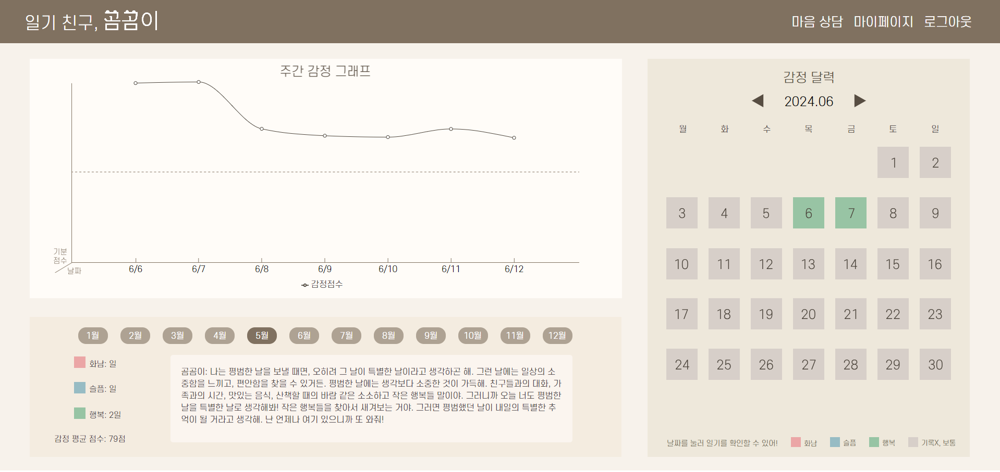 일기 친구, 곰곰이
마음 상담 마이페이지 로그아웃
주간 감정 그래프
기분
점수
날짜
6/6 6/7 6/8 6/9 6/10 6/11 6/12
감정점수
1월 2월 3월 4월 5월 6월 7월 8월 9월 10월 11월 12월
화남: 일
슬픔: 일
행복: 2일
감정 평균 점수: 79점
곰곰이: 나는 평범한 날을 보낼 때면, 오히려 그 날이 특별한 날이라고 생각하곤 해. 그런 날에는 일상의 소
중함을 느끼고, 편안함을 찾을 수 있거든. 평범한 날에는 생각보다 소중한 것이 가득해. 친구들과의 대화, 가
족과의 시간, 맛있는 음식, 산책할 때의 바람 같은 소소하고 작은 행복들 말이야. 그러니까 오늘 너도 평범한
날을 특별한 날로 생각해봐! 작은 행복들을 찾아서 새겨보는 거야. 그러면 평범했던 날이 내일의 특별한 추
억이 될 거라고 생각해. 난 언제나 여기 있으니까 또 와줘!
감정 달력
◀ 2024.06 ▶
월 화 수 목 금 토 일
1 2
3 4 5 6 7 8 9
10 11 12 13 14 15 16
17 18 19 20 21 22 23
24 25 26 27 28 29 30
날짜를 눌러 일기를 확인할 수 있어! 화남 슬픔 행복 기록X, 보통